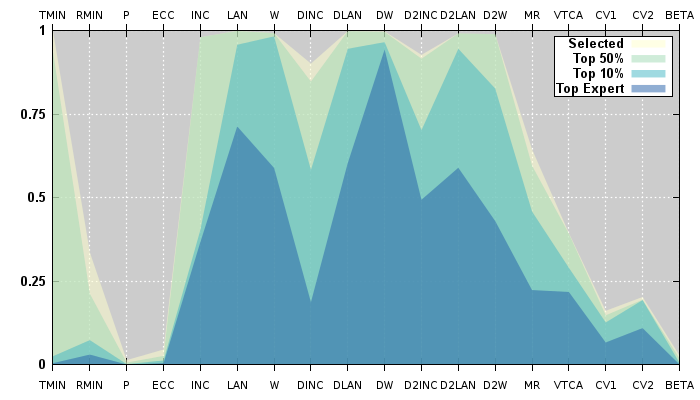 TMIN RMIN P ECC INC LAN W DINC DLAN DW D2INC D2LAN D2W MR VTCA CV1 CV2 BETA
1
Selected
Top 50%
Top 10%
Top Expert
0.75
0.5
0.25
0
TMIN RMIN P ECC INC LAN W DINC DLAN DW D2INC D2LAN D2W MR VTCA CV1 CV2 BETA